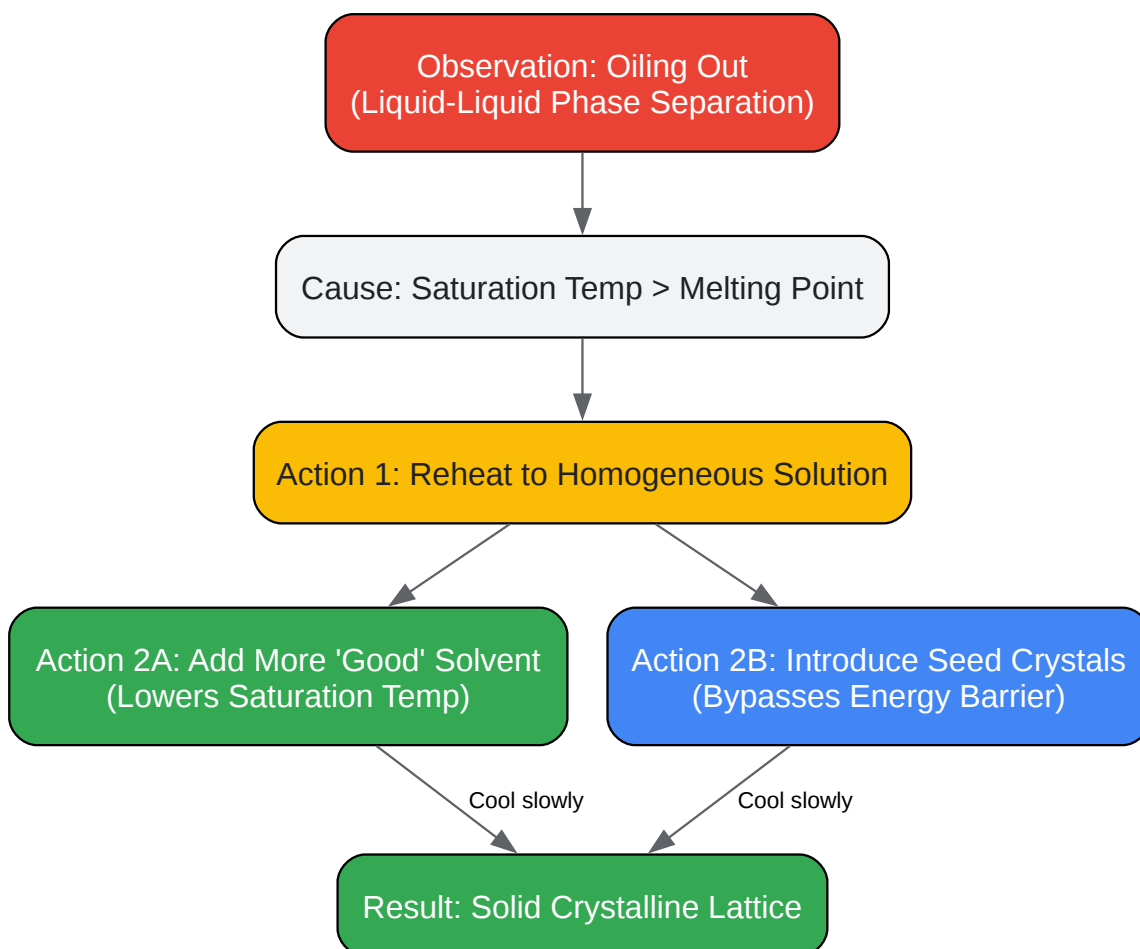 Observation: Oiling Out
(Liquid-Liquid Phase Separation)
Cause: Saturation Temp > Melting Point
Action 1: Reheat to Homogeneous Solution
Action 2A: Add More 'Good' Solvent
(Lowers Saturation Temp)
Action 2B: Introduce Seed Crystals
(Bypasses Energy Barrier)
Cool slowly
Cool slowly
Result: Solid Crystalline Lattice